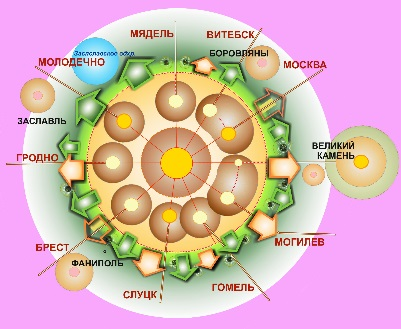 МЯДЕЛЬ
ВИТЕБСК
Заславское вдхр.
БОРОВЛЯНЫ
МОЛОДЕЧНО
МОСКВА
ЗАСЛАВЛЬ
ВЕЛИКИЙ
КАМЕНЬ
ГРОДНО
БРЕСТ
МОГИЛЕВ
ФАНИПОЛЬ
СЛУЦК
ГОМЕЛЬ